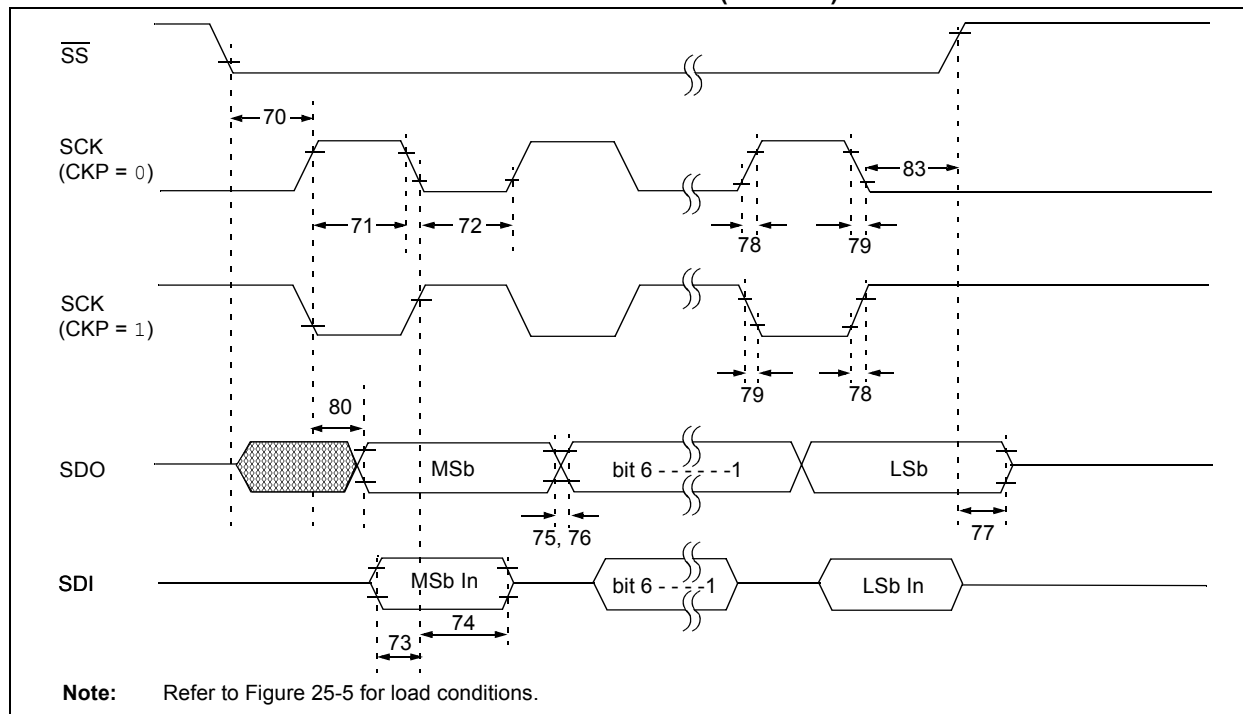 SS
70
SCK
(CKP = 0)
83
71
72
78
79
SCK
(CKP = 1)
79
78
80
SDO
MSb
bit 6 - - - - - -1
LSb
75, 76
77
SDI
MSb In
bit 6 - - - -1
LSb In
74
73
Note: Refer to Figure 25-5 for load conditions.